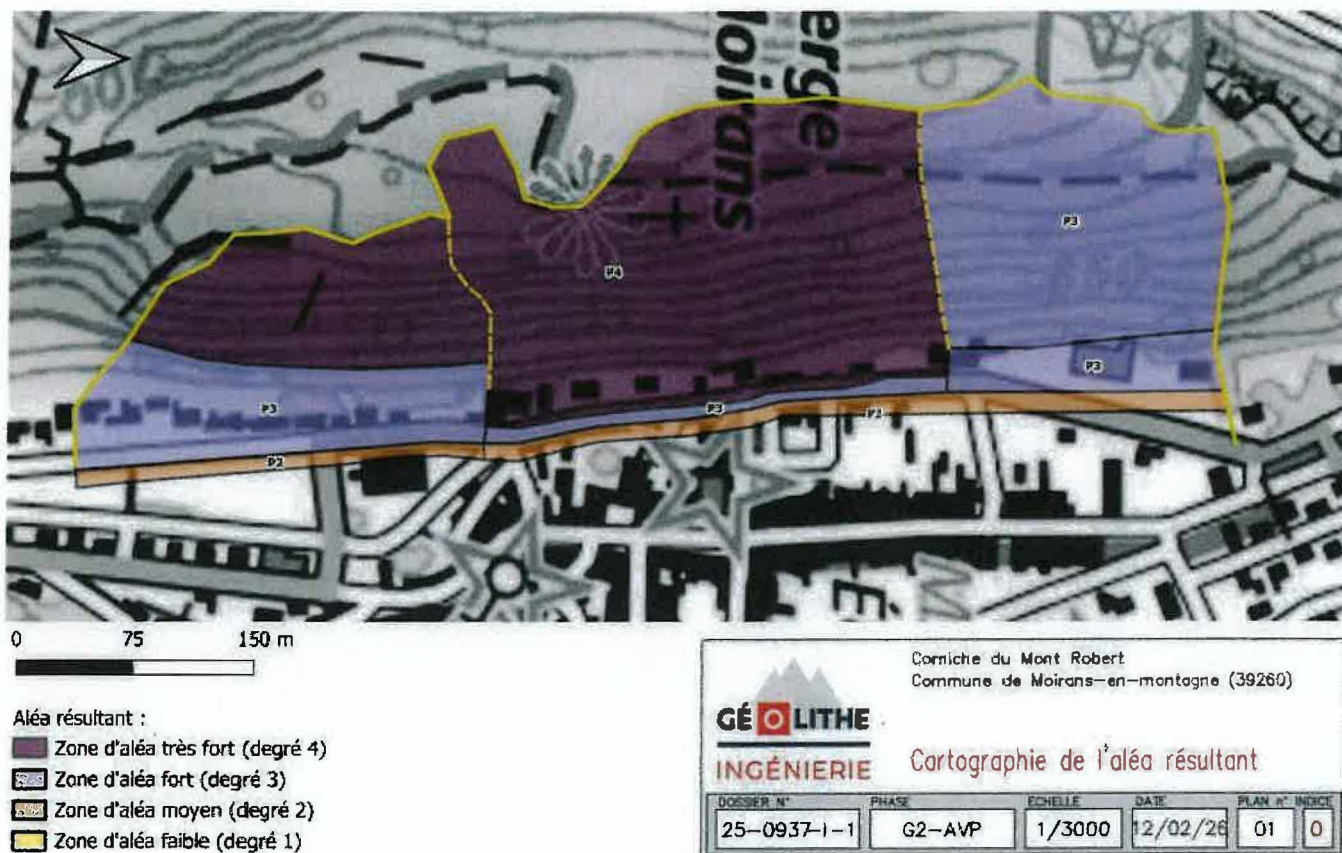 erge
loirans
P3
P4
P3
P3
P3
P2
P2
É
0 75 150 m
Aléa résultant :
Zone d'aléa très fort (degré 4)
Zone d'aléa fort (degré 3)
Zone d'aléa moyen (degré 2)
Zone d'aléa faible (degré 1)
GÉOLITHE
INGÉNIERIE
Corniche du Mont Robert
Commune de Moirans-en-montagne (39260)
Cartographie de l'aléa résultant
DOSSIER N° PHASE ECHELLE DATE PLAN n° INDICE
25-0937-I-1 G2-AVP 1/3000 12/02/26 01 0